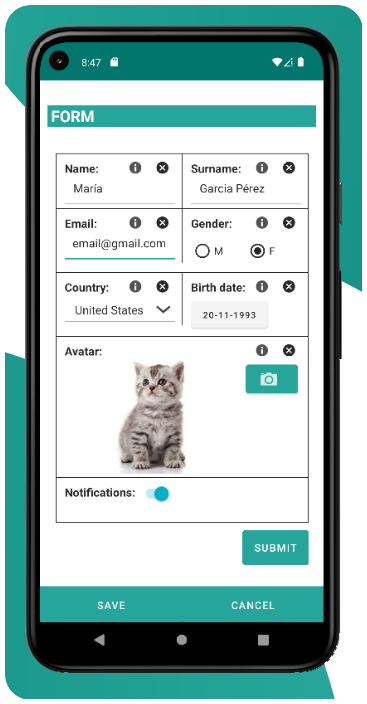 8:47
FORM
Name: Surname:
María Garcia Pérez
Email: Gender:
email@gmail.com M F
Country: Birth date:
United States 20-11-1993
Avatar:
Notifications:
SUBMIT
SAVE CANCEL